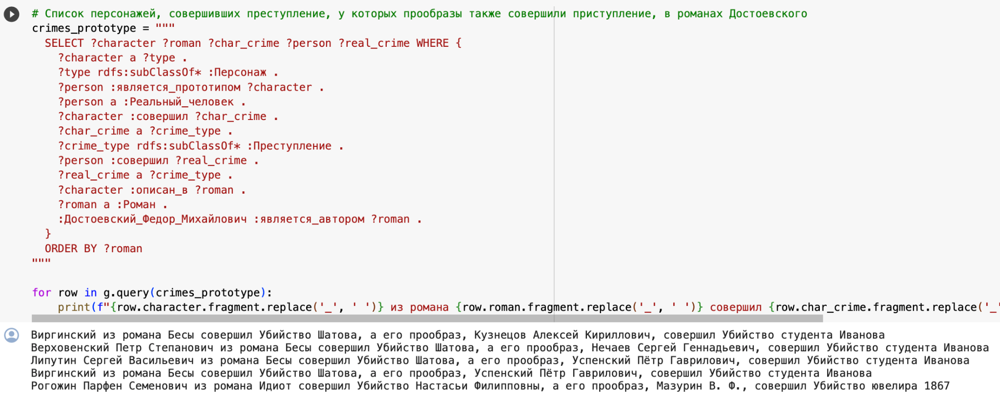 # Список персонажей, совершивших преступление, у которых прообразы также совершили приступление, в романах Достоевского
crimes_prototype = """
  SELECT ?character ?roman ?char_crime ?person ?real_crime WHERE {
    ?character a ?type .
    ?type rdfs:subClassOf* :Персонаж .
    ?person :является_прототипом ?character .
    ?person a :Реальный_человек .
    ?character :совершил ?char_crime .
    ?char_crime a ?crime_type .
    ?crime_type rdfs:subClassOf* :Преступление .
    ?person :совершил ?real_crime .
    ?real_crime a ?crime_type .
    ?character :описан_в ?roman .
    ?roman a :Роман .
    :Достоевский_Федор_Михайлович :является_автором ?roman .
  }
  ORDER BY ?roman
"""
for row in g.query(crimes_prototype):
    print(f"{row.character.fragment.replace('_', ' ')} из романа {row.roman.fragment.replace('_', ' ')} совершил {row.char_crime.fragment.replace('_'
Виргинский из романа Бесы совершил Убийство Шатова, а его прообраз, Кузнецов Алексей Кириллович, совершил Убийство студента Иванова
Верховенский Петр Степанович из романа Бесы совершил Убийство Шатова, а его прообраз, Нечаев Сергей Геннадьевич, совершил Убийство студента Иванова
Липутин Сергей Васильевич из романа Бесы совершил Убийство Шатова, а его прообраз, Успенский Пётр Гаврилович, совершил Убийство студента Иванова
Виргинский из романа Бесы совершил Убийство Шатова, а его прообраз, Успенский Пётр Гаврилович, совершил Убийство студента Иванова
Рогожин Парфен Семенович из романа Идиот совершил Убийство Настасьи Филипповны, а его прообраз, Мазурин В. Ф., совершил Убийство ювелира 1867